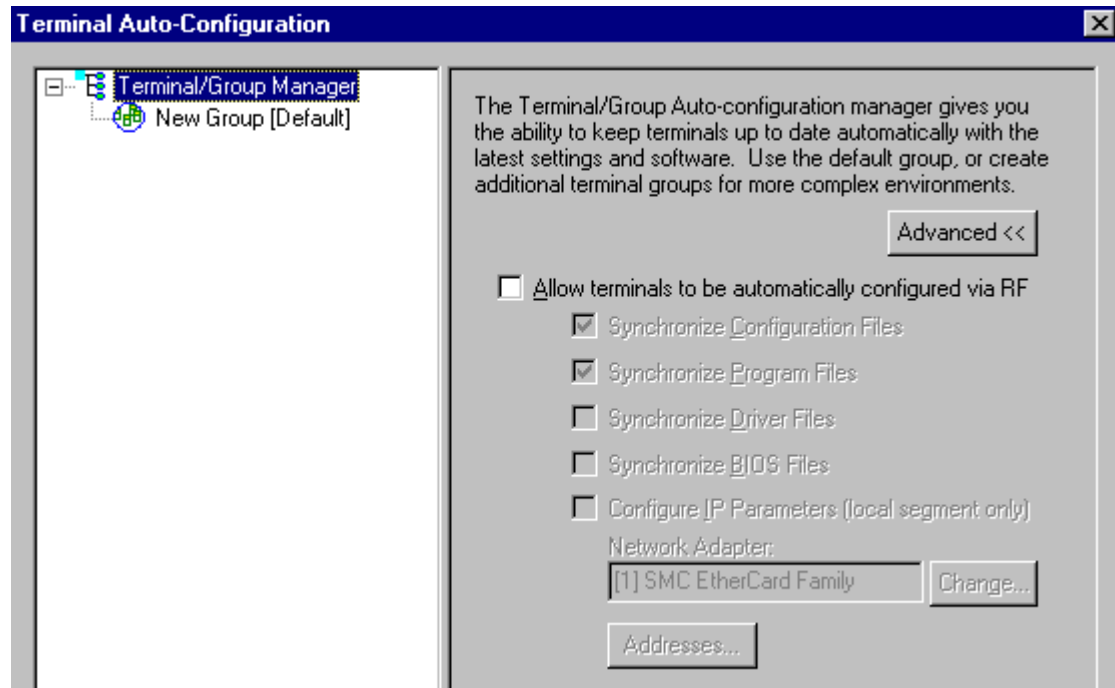 Terminal Auto-Configuration
Terminal/Group Manager
New Group [Default]
The Terminal/Group Auto-configuration manager gives you
the ability to keep terminals up to date automatically with the
latest settings and software. Use the default group, or create
additional terminal groups for more complex environments.
Advanced <<
Allow terminals to be automatically configured via RF
Synchronize Configuration Files
Synchronize Program Files
Synchronize Driver Files
Synchronize BIOS Files
Configure IP Parameters (local segment only)
Network Adapter:
[1] SMC EtherCard Family
Change...
Addresses...